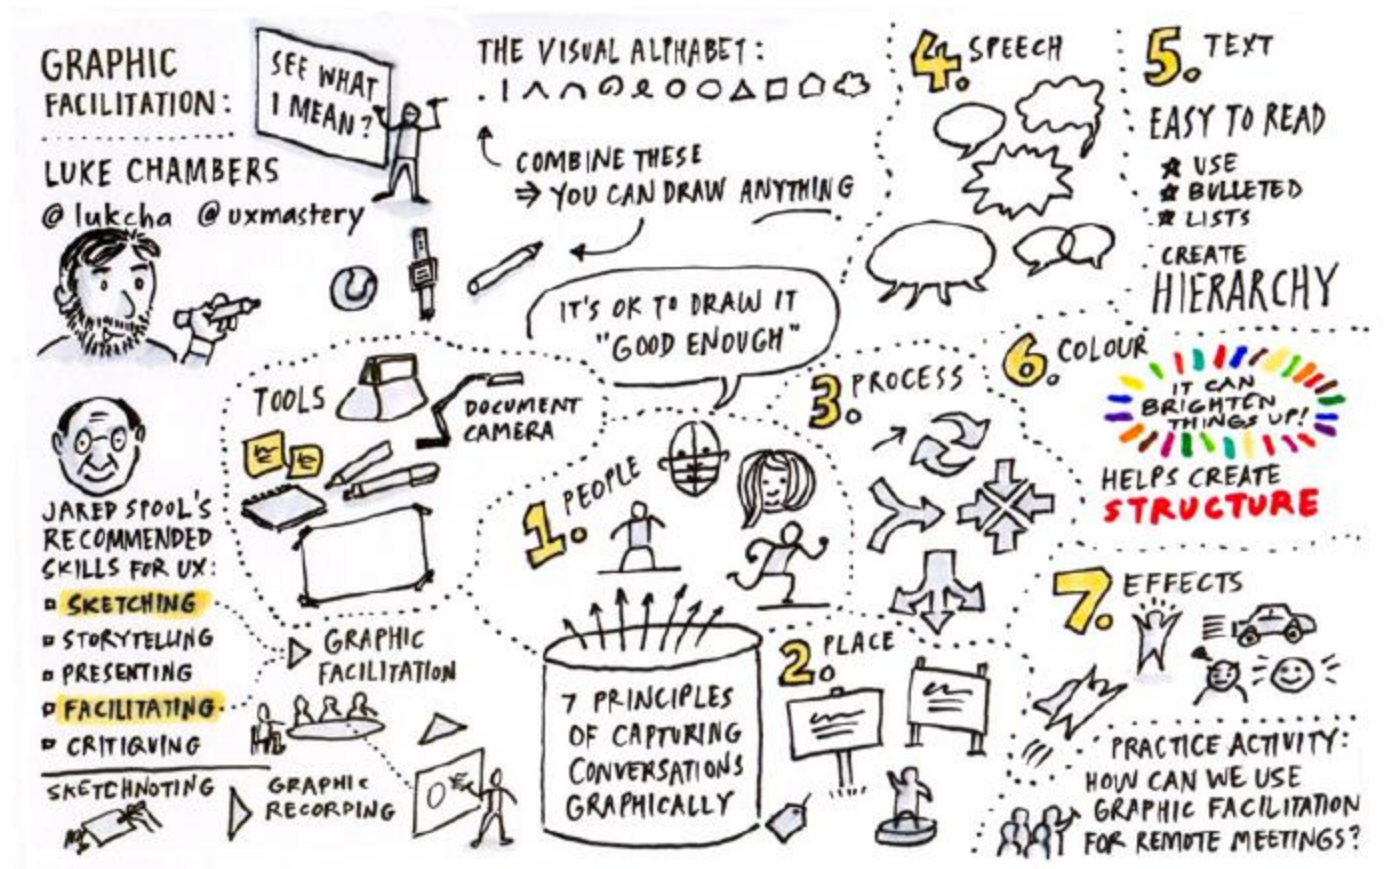 GRAPHIC
FACILITATION:
LUKE CHAMBERS
@lukcha @uxmastery
SEE WHAT
I MEAN?
THE VISUAL ALPHABET:
COMBINE THESE
⇒ YOU CAN DRAW ANYTHING
IT'S OK TO DRAW IT
"GOOD ENOUGH"
TOOLS
DOCUMENT
CAMERA
JARED SPOOL'S
RECOMMENDED
SKILLS FOR UX:
SKETCHING
STORYTELLING
PRESENTING
FACILITATING
CRITIQUING
GRAPHIC
FACILITATION
SKETCHNOTING
GRAPHIC
RECORDING
7 PRINCIPLES
OF CAPTURING
CONVERSATIONS
GRAPHICALLY
1. PEOPLE
2. PLACE
3. PROCESS
4. SPEECH
5. TEXT
EASY TO READ
USE
BULLETED
LISTS
CREATE
HIERARCHY
6. COLOUR
IT CAN
BRIGHTEN
THINGS UP!
HELPS CREATE
STRUCTURE
7. EFFECTS
PRACTICE ACTIVITY:
HOW CAN WE USE
GRAPHIC FACILITATION
FOR REMOTE MEETINGS?